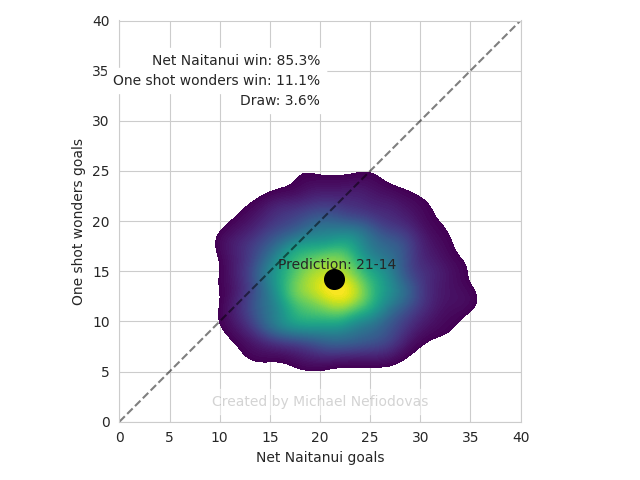 40
35
30
25
20
15
10
5
0
One shot wonders goals
Net Naitanui win: 85.3%
One shot wonders win: 11.1%
Draw: 3.6%
Prediction: 21-14
Created by Michael Nefiodovas
0 5 10 15 20 25 30 35 40
Net Naitanui goals